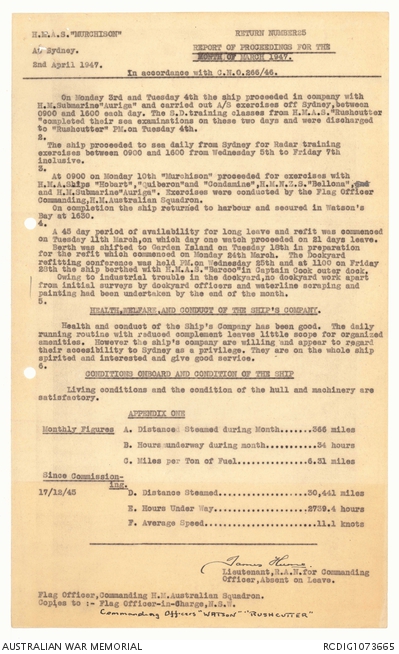 H.M.A.S."MURCHISON"
RETURN NUMBER25
At Sydney.
REPORT OF PROCEEDINGS FOR THE
MONTH OF MARCH 1947.
2nd April 1947.
In accordance with C.N.O.266/46.
On Monday 3rd and Tuesday 4th the ship proceeded in company with
H.M.Submarine"Auriga" and carried out A/S exercises off Sydney,between
0900 and 1600 each day. The S.D.training classes from H.M.A.S."Rushcutter
"completed their sea examinations on these two days and were discharged
to "Rushcutter" PM.on Tuesday 4th.
2.
The ship proceeded to sea daily from Sydney for Radar training
exercises between 0900 and 1600 from Wednesday 5th to Friday 7th
inclusive.
3.
At 0900 on Monday 10th "Murchison" proceeded for exercises with
H.M.A.Ships "Hobart","Quiberon"and "Condamine",H.M.N.Z.S."Bellona",
and H.M.Submarine"Auriga". Exercises were conducted by the Flag Officer
Commanding,H.M.Australian Squadron.
On completion the ship returned to harbour and secured in Watson's
Bay at 1630.
4.
A 45 day period of availability for long leave and refit was commenced
on Tuesday 11th March,on which day one watch proceeded on 21 days leave.
Berth was shifted to Garden Island on Tuesday 18th in preparation
for the refit which commenced on Monday 24th March. The Dockyard
refitting conference was held PM.on Wednesday 25th and at 1100 on Friday
28th the ship berthed with H.M.A.S."Barcoo"in Captain Cook outer dock.
Owing to industrial trouble in the dockyard,no dockyard work apart
from initial surveys by dockyard officers and waterline scraping and
painting had been undertaken by the end of the month.
5.
HEALTH,WELFARE,AND CONDUCT OF THE SHIP'S COMPANY.
Health and conduct of the Ship's Company has been good. The daily
running routine with reduced complement leaves little scope for organized
amenities. However the ship's company are willing and appear to regard
their accessibility to Sydney as a privilege. They are on the whole ship
spirited and interested and give good service.
6.
CONDITIONS ONBOARD AND CONDITION OF THE SHIP
Living conditions and the condition of the hull and machinery are
satisfactory.
APPENDIX ONE
Monthly Figures A. Distance Steamed during Month.......366 miles
B. Hours underway during month........34 hours
C. Miles per Ton of Fuel............6.31 miles
Since Commission-
ing.
17/12/45 D. Distance Steamed................30,441 miles
E. Hours Under Way.................2739.4 hours
F. Average Speed.....................11.1 knots
Lieutenant,R.A.N.for Commanding
Officer,Absent on Leave.
Flag Officer,Commanding H.M.Australian Squadron.
Copies to :- Flag Officer-in-Charge,N.S.W.
Commanding Officers "WATSON" "RUSHCUTTER"
AUSTRALIAN WAR MEMORIAL
RCDIG1073665